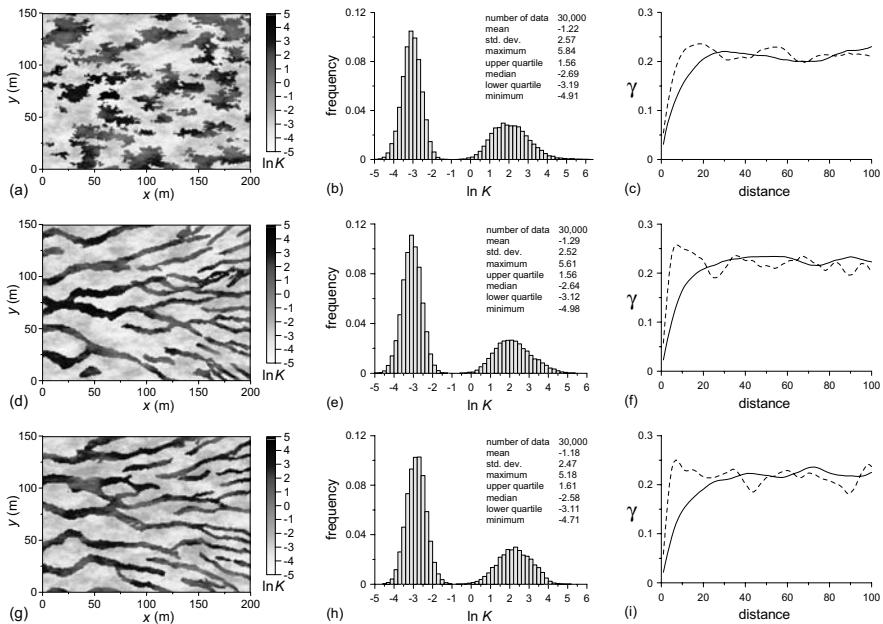 150
100
50
0
y (m)
0 50 100 150 200
x (m)
5
4
3
2
1
0
-1
-2
-3
-4
-5
ln K
(a)
0.12
0.08
0.04
0.00
frequency
number of data 30,000
mean -1.22
std. dev. 2.57
maximum 5.84
upper quartile 1.56
median -2.69
lower quartile -3.19
minimum -4.91
-5 -4 -3 -2 -1 0 1 2 3 4 5 6
ln K
(b)
0.3
0.2
0.1
0.0
γ
0 20 40 60 80 100
distance
(c)
150
100
50
0
y (m)
0 50 100 150 200
x (m)
5
4
3
2
1
0
-1
-2
-3
-4
-5
ln K
(d)
0.12
0.08
0.04
0
frequency
number of data 30,000
mean -1.29
std. dev. 2.52
maximum 5.61
upper quartile 1.56
median -2.64
lower quartile -3.12
minimum -4.98
-5 -4 -3 -2 -1 0 1 2 3 4 5 6
ln K
(e)
0.3
0.2
0.1
0.0
γ
0 20 40 60 80 100
distance
(f)
150
100
50
0
y (m)
0 50 100 150 200
x (m)
5
4
3
2
1
0
-1
-2
-3
-4
-5
ln K
(g)
0.12
0.08
0.04
0
frequency
number of data 30,000
mean -1.18
std. dev. 2.47
maximum 5.18
upper quartile 1.61
median -2.58
lower quartile -3.11
minimum -4.71
-5 -4 -3 -2 -1 0 1 2 3 4 5 6
ln K
(h)
0.3
0.2
0.1
0.0
γ
0 20 40 60 80 100
distance
(i)